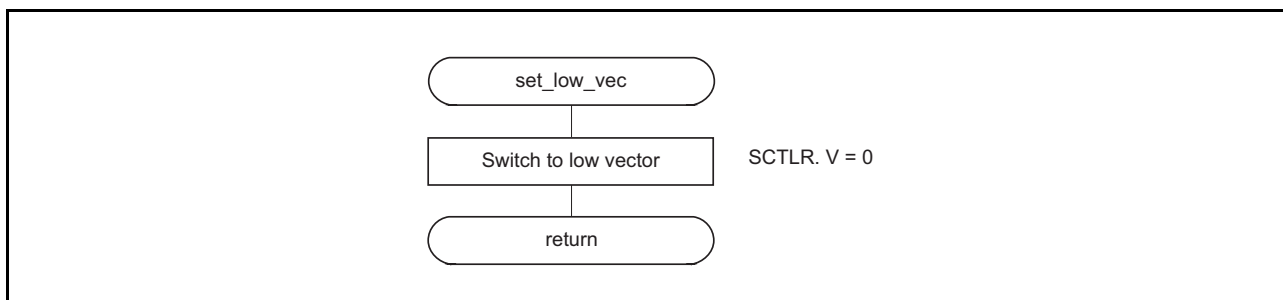 set_low_vec
Switch to low vector
SCTLR. V = 0
return